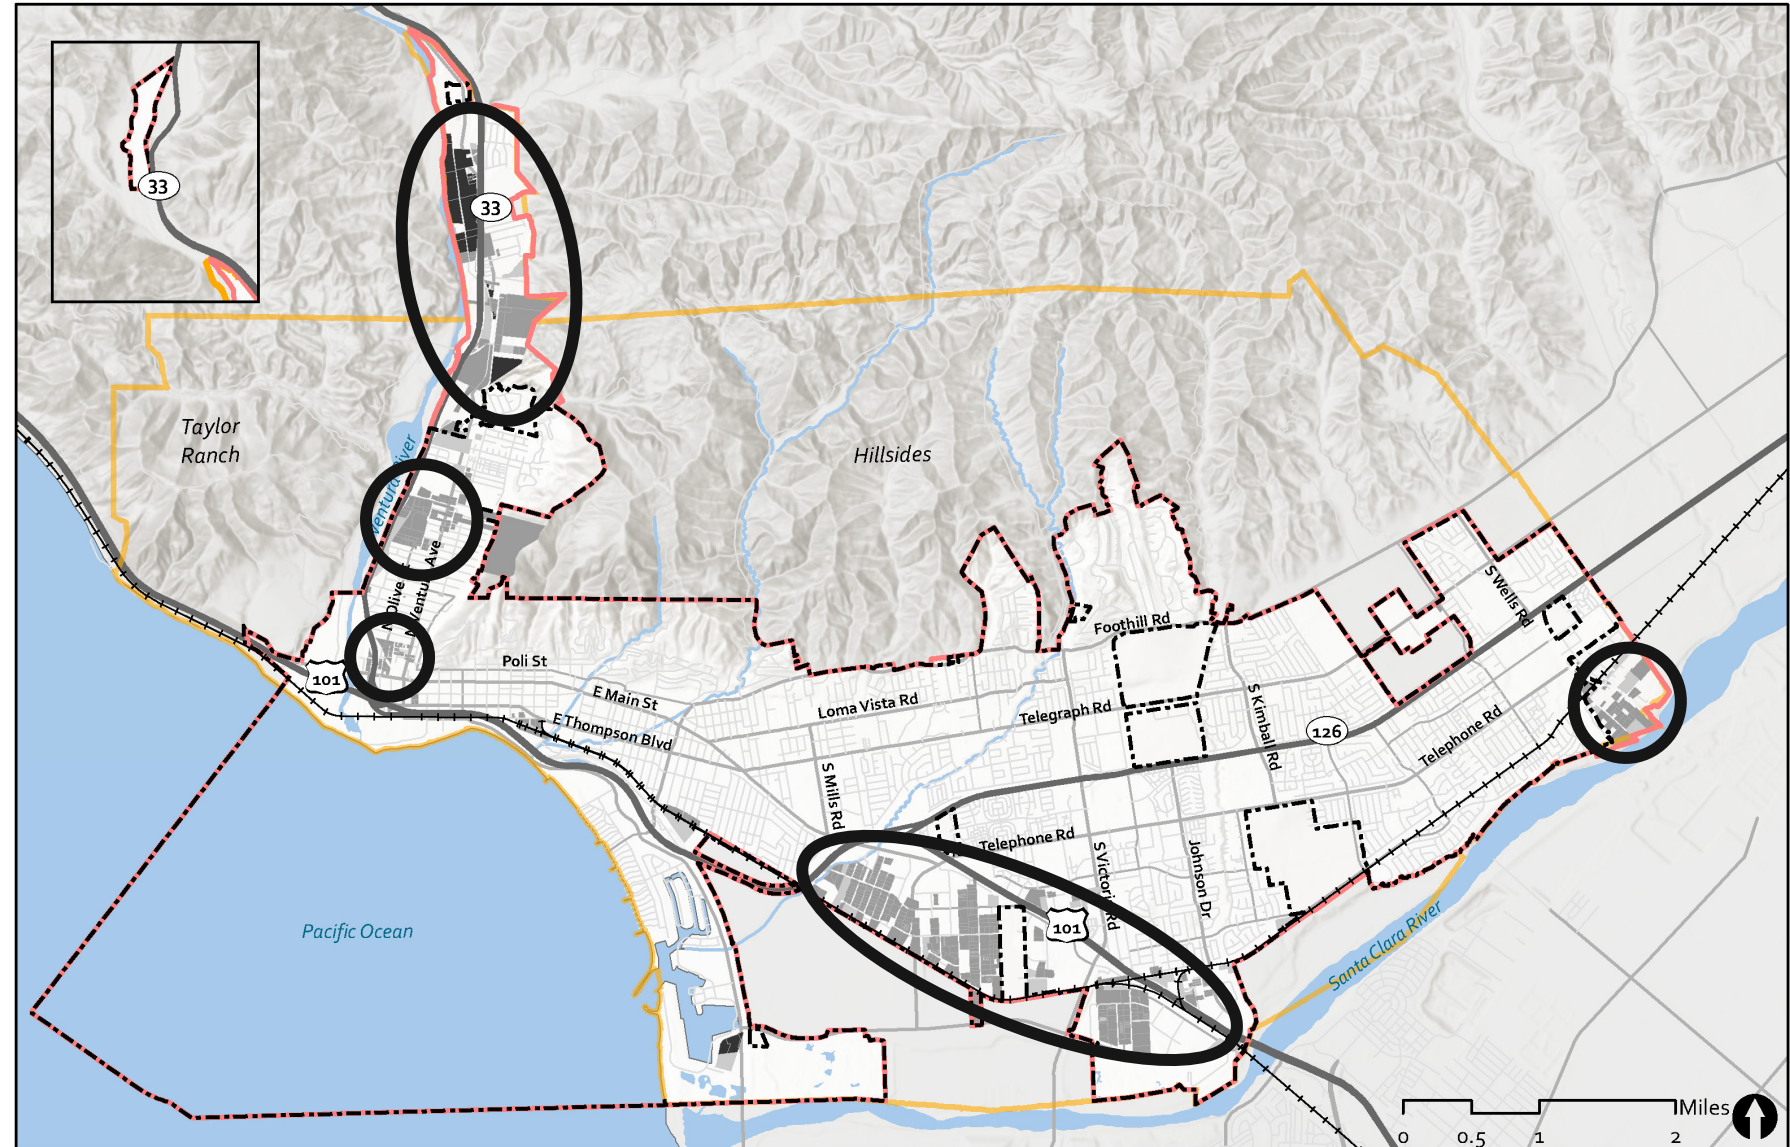 33
33
Taylor
Ranch
Hillsides
Ventura River
Olive
Ventura Ave
S Wells Rd
Foothill Rd
Poli St
101
E Main St
Loma Vista Rd
Telegraph Rd
S Kimball Rd
E Thompson Blvd
126
Telephone Rd
S Mills Rd
Telephone Rd
S Victoria Rd
Johnson Dr
101
Pacific Ocean
Santa Clara River
Miles
0 0.5 1 2